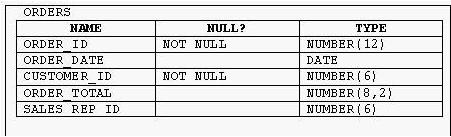 ORDERS
NAME NULL? TYPE
ORDER_ID NOT NULL NUMBER(12)
ORDER_DATE DATE
CUSTOMER_ID NOT NULL NUMBER(6)
ORDER_TOTAL NUMBER(8,2)
SALES_REP_ID NUMBER(6)